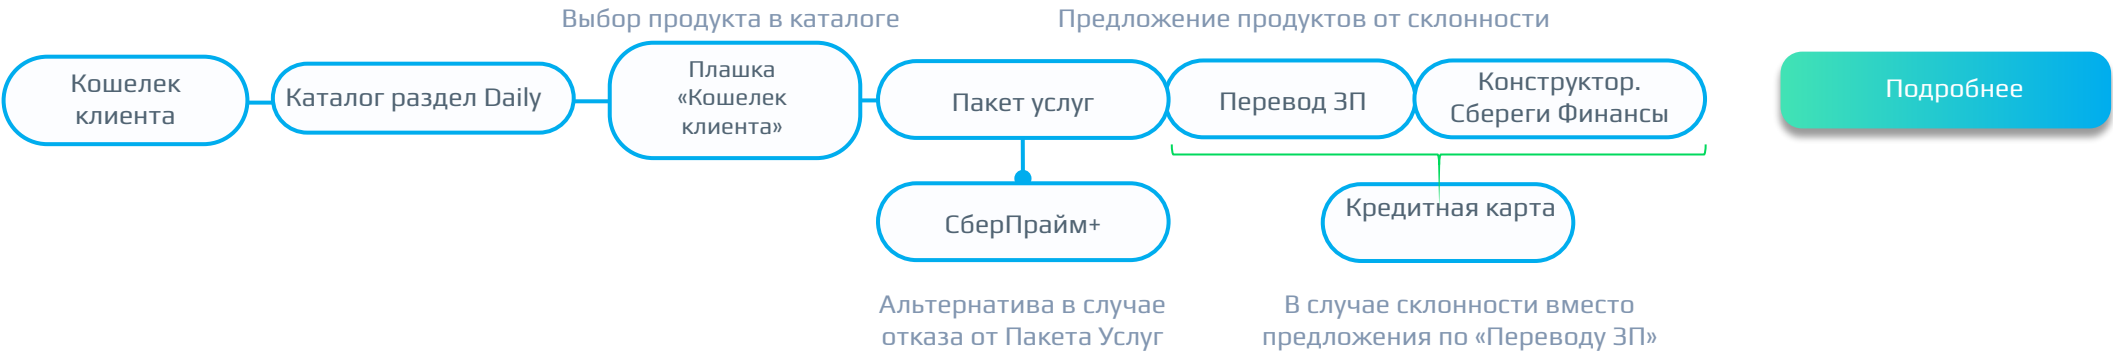 Выбор продукта в каталоге
Предложение продуктов от склонности
Кошелек
клиента
Каталог раздел Daily
Плашка
«Кошелек
клиента»
Пакет услуг
Перевод ЗП
Конструктор.
Сбереги Финансы
Подробнее
СберПрайм+
Кредитная карта
Альтернатива в случае
отказа от Пакета Услуг
В случае склонности вместо
предложения по «Переводу ЗП»